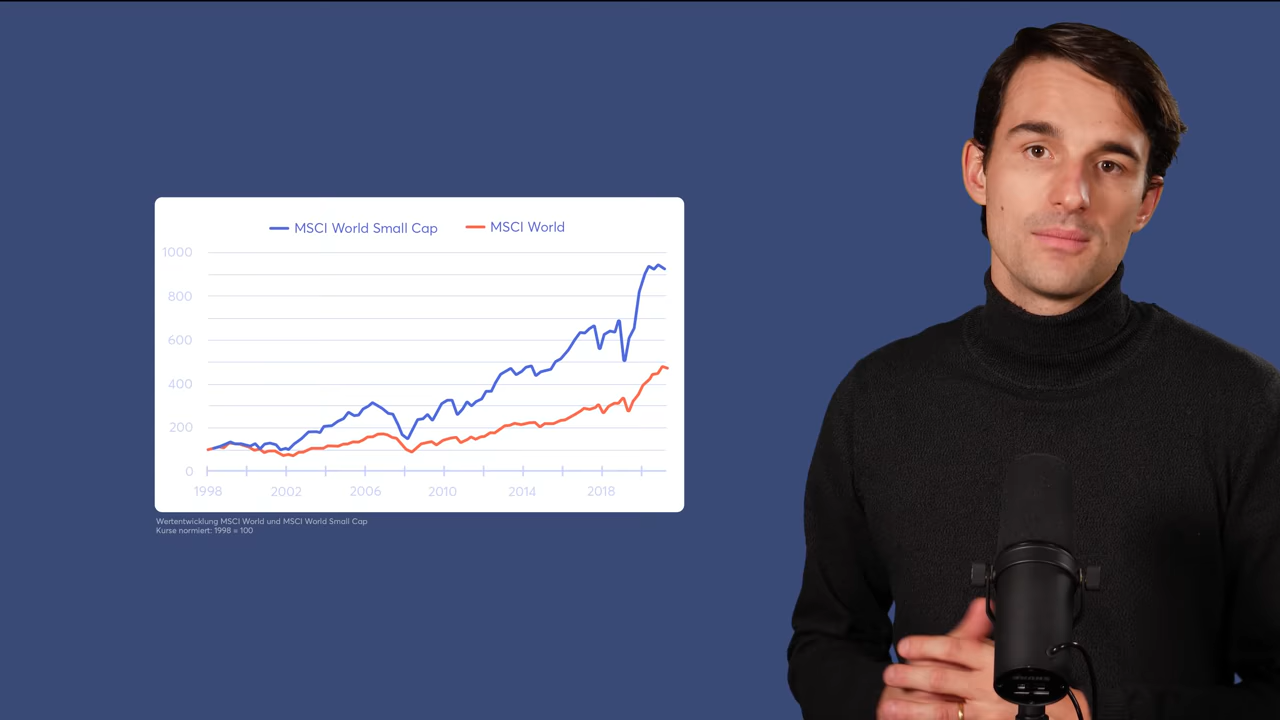 MSCI World Small Cap MSCI World
1000
800
600
400
200
0
1998 2002 2006 2010 2014 2018
Wertentwicklung MSCI World und MSCI World Small Cap
Kurse normiert: 1998 = 100